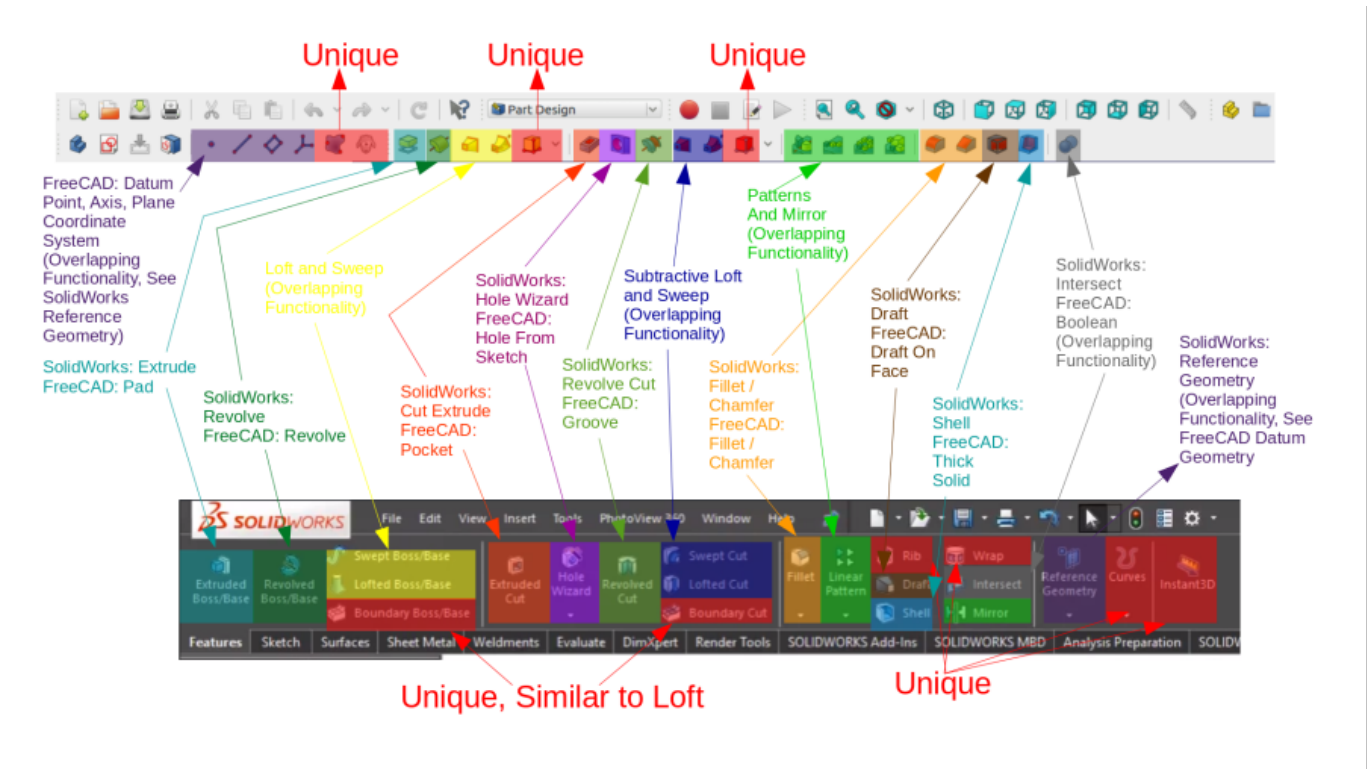 Unique
Unique
Unique
Part Design
FreeCAD: Datum
Point, Axis, Plane
Coordinate
System
(Overlapping
Functionality, See
SolidWorks
Reference
Geometry)
SolidWorks: Extrude
FreeCAD: Pad
SolidWorks:
Revolve
FreeCAD: Revolve
Loft and Sweep
(Overlapping
Functionality)
SolidWorks:
Cut Extrude
FreeCAD:
Pocket
SolidWorks:
Hole Wizard
FreeCAD:
Hole From
Sketch
SolidWorks:
Revolve Cut
FreeCAD:
Groove
Subtractive Loft
and Sweep
(Overlapping
Functionality)
Patterns
And Mirror
(Overlapping
Functionality)
SolidWorks:
Fillet /
Chamfer
FreeCAD:
Fillet /
Chamfer
SolidWorks:
Draft
FreeCAD:
Draft On
Face
SolidWorks:
Shell
FreeCAD:
Thick
Solid
SolidWorks:
Intersect
FreeCAD:
Boolean
(Overlapping
Functionality)
SolidWorks:
Reference
Geometry
(Overlapping
Functionality, See
FreeCAD Datum
Geometry
SOLIDWORKS
File Edit View Insert Tools PhotoView 360 Window Help
Extruded
Boss/Base
Revolved
Boss/Base
Swept Boss/Base
Lofted Boss/Base
Boundary Boss/Base
Extruded
Cut
Hole
Wizard
Revolved
Cut
Swept Cut
Lofted Cut
Boundary Cut
Fillet
Linear
Pattern
Rib
Draft
Shell
Wrap
Intersect
Mirror
Reference
Geometry
Curves
Instant3D
Features Sketch Surfaces Sheet Metal Weldments Evaluate DimXpert Render Tools SOLIDWORKS Add-Ins SOLIDWORKS MBD Analysis Preparation SOLIDW
Unique, Similar to Loft
Unique